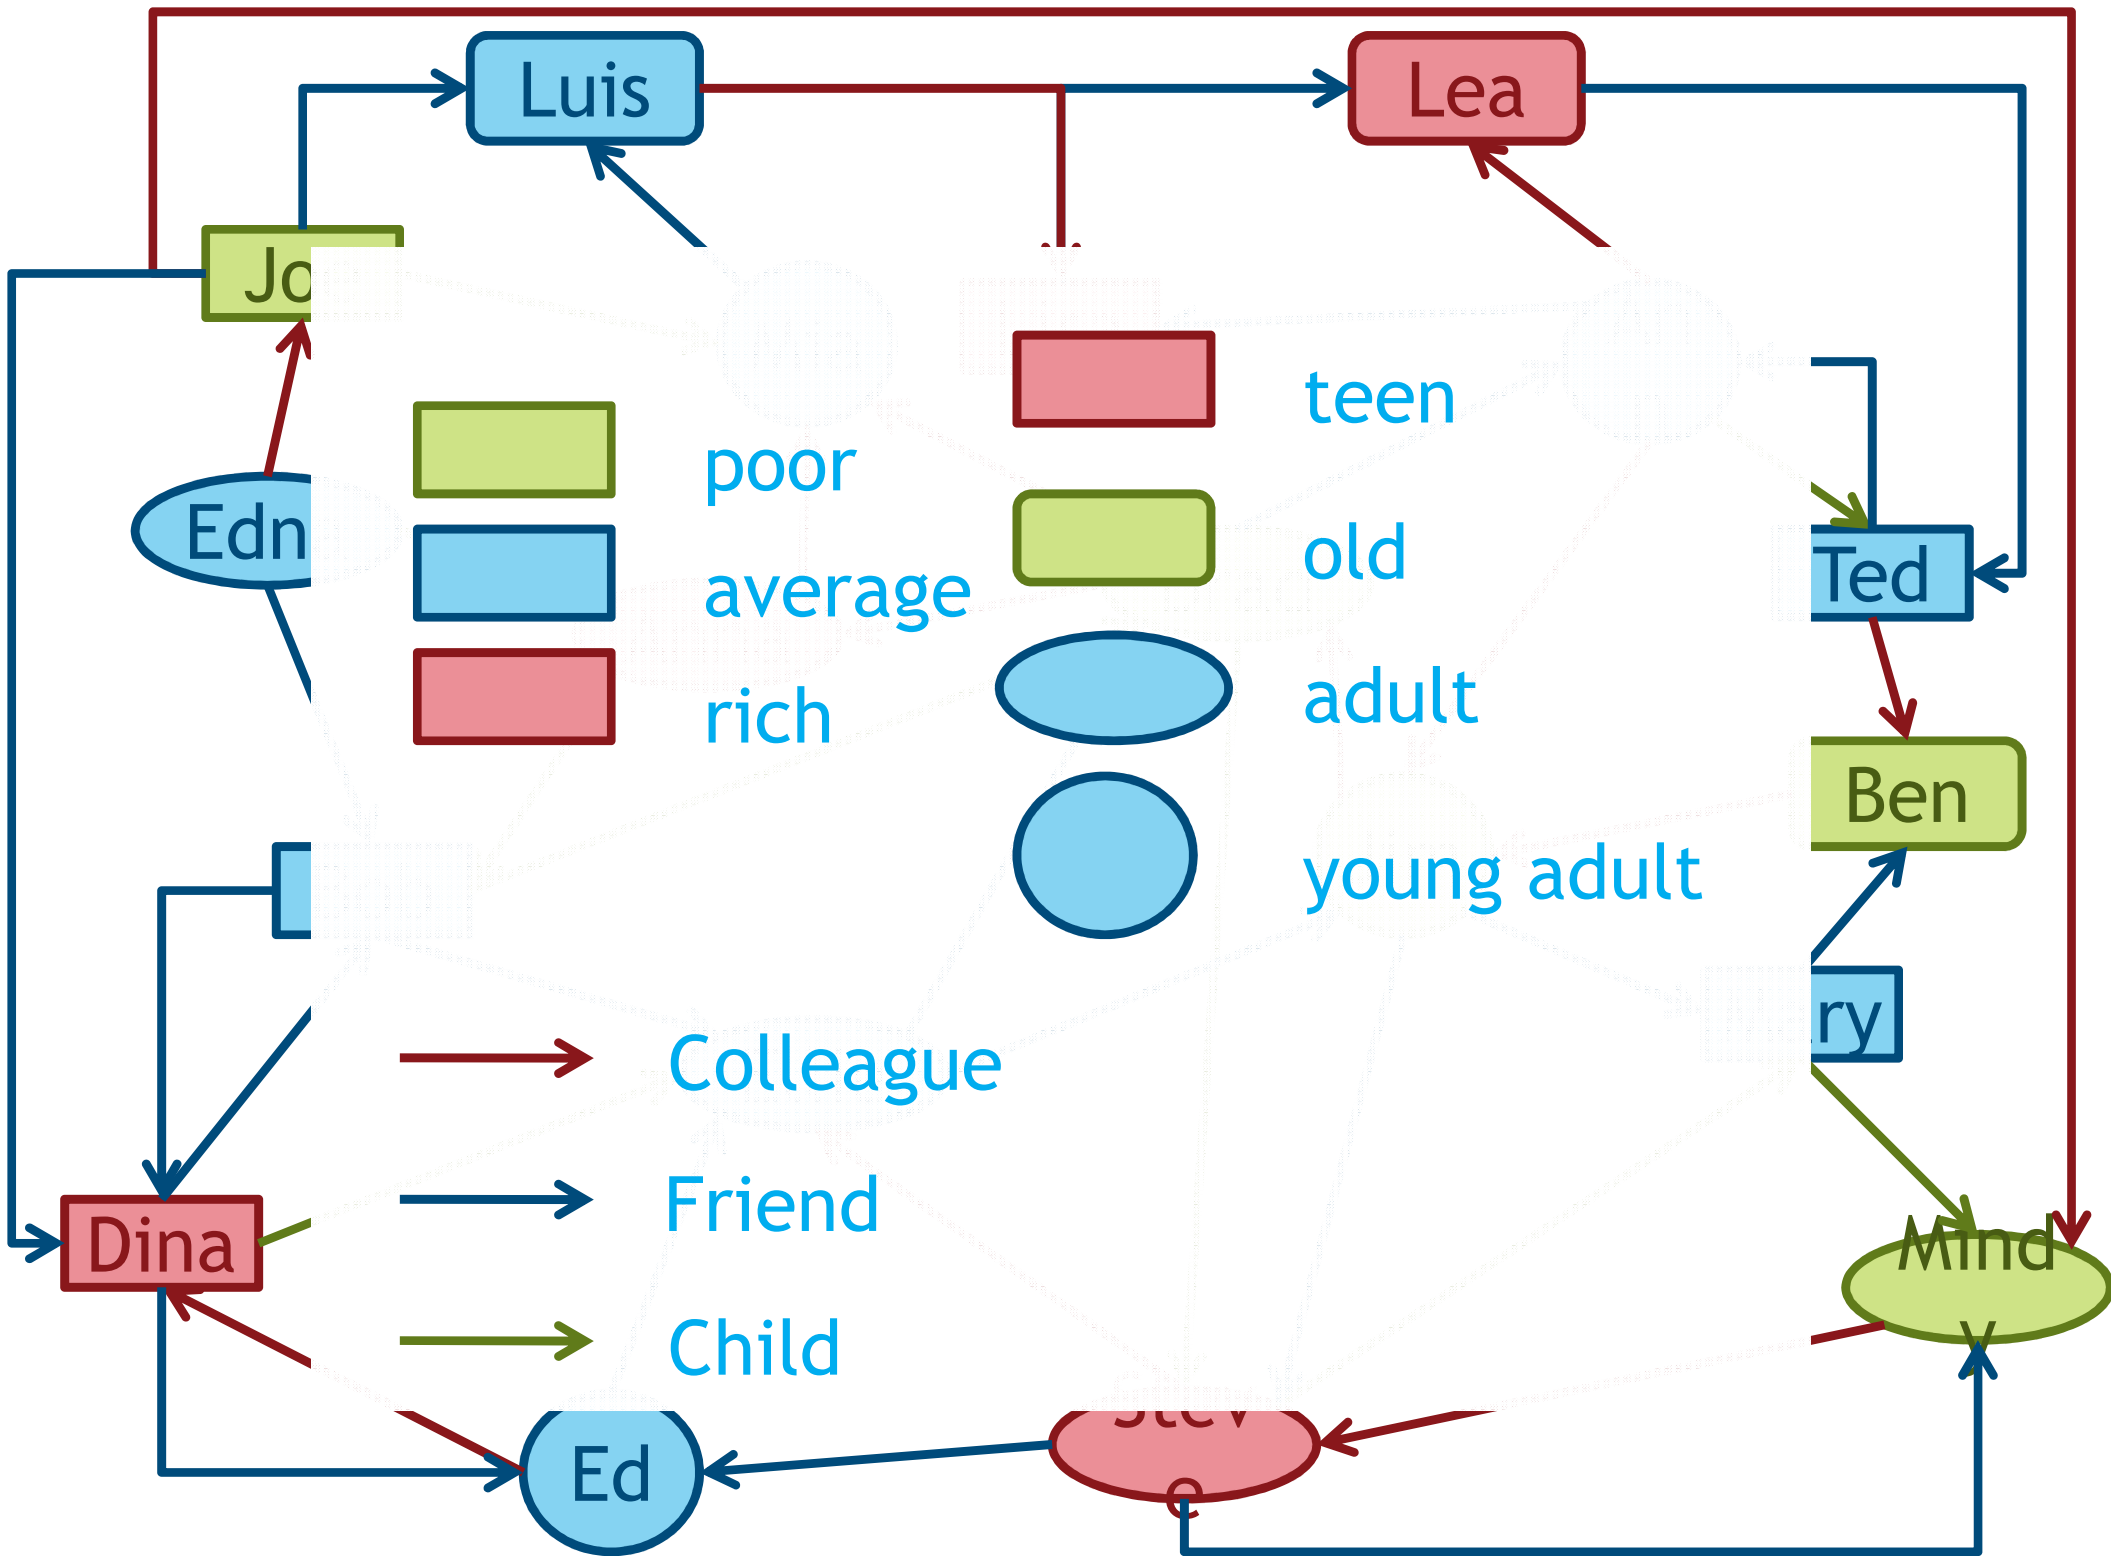 Luis
Lea
Jo
teen
poor
Edn
old
average
Ted
adult
rich
Ben
young adult
ry
Colleague
Friend
Dina
Mind
y
Child
Stev
e
Ed